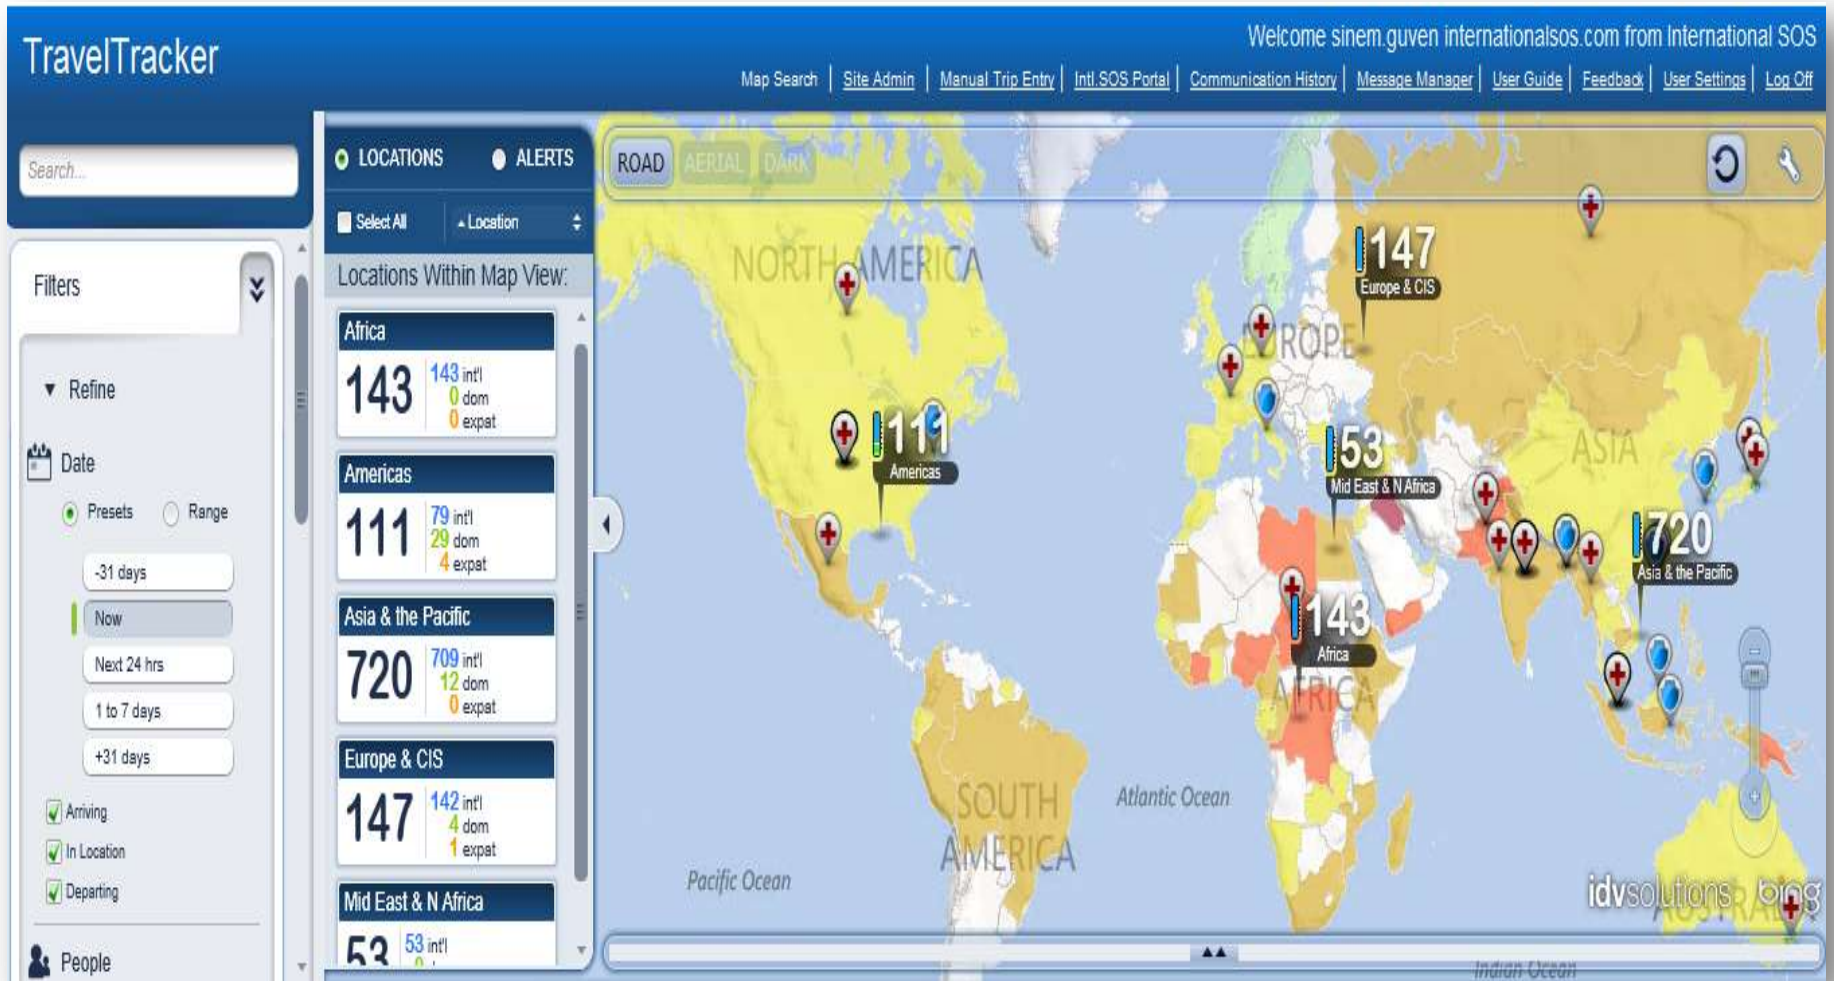 TravelTracker
Welcome sinem.guven internationalsos.com from International SOS
Map Search | Site Admin | Manual Trip Entry | Intl.SOS Portal | Communication History | Message Manager | User Guide | Feedback | User Settings | Log Off
Search...
Filters
Refine
Date
Presets Range
-31 days
Now
Next 24 hrs
1 to 7 days
+31 days
Arriving
In Location
Departing
People
LOCATIONS ALERTS
Select All Location
Locations Within Map View:
Africa
143
143 int'l
0 dom
0 expat
Americas
111
79 int'l
29 dom
4 expat
Asia & the Pacific
720
709 int'l
12 dom
0 expat
Europe & CIS
147
142 int'l
4 dom
1 expat
Mid East & N Africa
53
53 int'l
ROAD AERIAL DARK
NORTH AMERICA
147
Europe & CIS
EUROPE
111
Americas
53
Mid East & N Africa
ASIA
720
Asia & the Pacific
143
Africa
AFRICA
SOUTH
AMERICA
Atlantic Ocean
Pacific Ocean
idvsolutions bing
AUSTRALIA
Indian Ocean